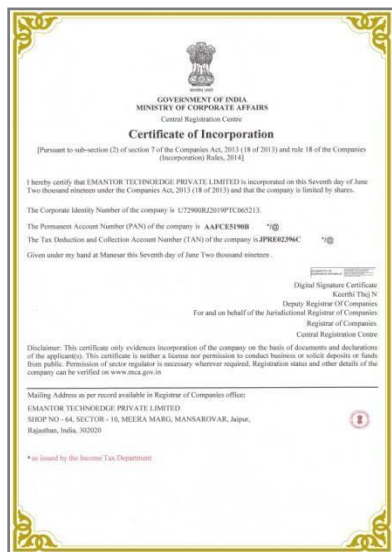 GOVERNMENT OF INDIA
MINISTRY OF CORPORATE AFFAIRS
Central Registration Centre
Certificate of Incorporation
[Pursuant to sub-section (2) of section 7 of the Companies Act, 2013 (18 of 2013) and rule 18 of the Companies
(Incorporation) Rules, 2014]
I hereby certify that EMANTOR TECHNOEDGE PRIVATE LIMITED is incorporated on this Seventh day of June
Two thousand nineteen under the Companies Act, 2013 (18 of 2013) and that the company is limited by shares.
The Corporate Identity Number of the company is U72900RJ2019PTC065213.
The Permanent Account Number (PAN) of the company is AAFCE5190B */@
The Tax Deduction and Collection Account Number (TAN) of the company is JPRE02396C */@
Given under my hand at Manesar this Seventh day of June Two thousand nineteen .
Digital Signature Certificate
Keerthi Thej N
Deputy Registrar Of Companies
For and on behalf of the Jurisdictional Registrar of Companies
Registrar of Companies
Central Registration Centre
Disclaimer: This certificate only evidences incorporation of the company on the basis of documents and declarations
of the applicant(s). This certificate is neither a license nor permission to conduct business or solicit deposits or funds
from public. Permission of sector regulator is necessary wherever required. Registration status and other details of the
company can be verified on www.mca.gov.in
Mailing Address as per record available in Registrar of Companies office:
EMANTOR TECHNOEDGE PRIVATE LIMITED
SHOP NO - 64, SECTOR - 10, MEERA MARG, MANSAROVAR, Jaipur,
Rajasthan, India, 302020
* as issued by the Income Tax Department